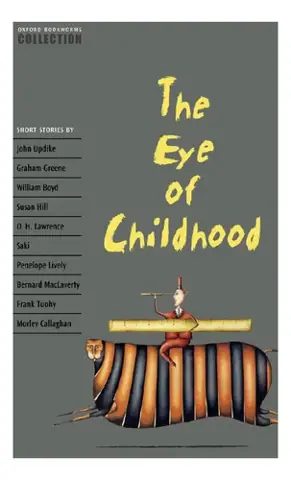 OXFORD BOOKWORMS
COLLECTION
SHORT STORIES BY
John Updike
Graham Greene
William Boyd
Susan Hill
D. H. Lawrence
Saki
Penelope Lively
Bernard MacLaverty
Frank Tuohy
Morley Callaghan
The
Eye
of
Childhood